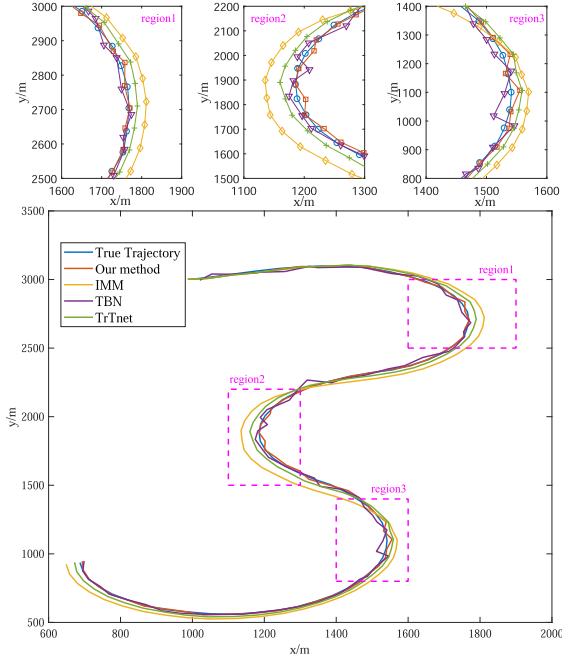 3000
2900
2800
2700
2600
2500
y/m
region1
1600 1700 1800 1900
x/m
2200
2100
2000
1900
1800
1700
1600
1500
y/m
region2
1100 1200 1300
x/m
1400
1300
1200
1100
1000
900
800
y/m
region3
1400 1500 1600
x/m
3500
3000
2500
2000
1500
1000
500
y/m
True Trajectory
Our method
IMM
TBN
TrTnet
region1
region2
region3
600 800 1000 1200 1400 1600 1800 2000
x/m